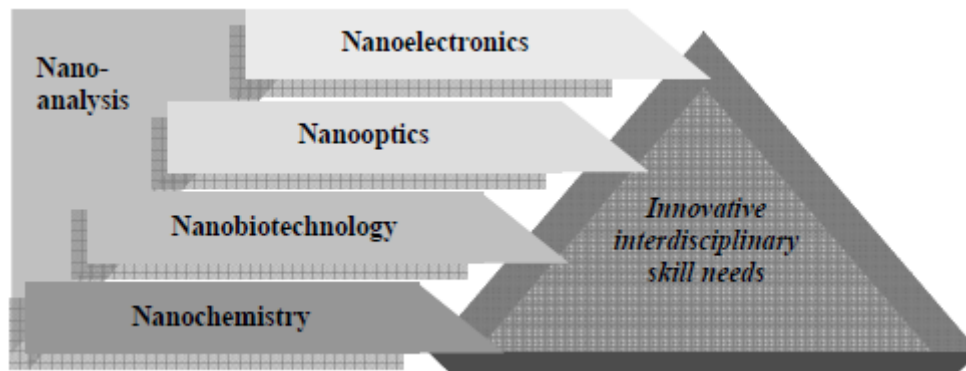 Nanoelectronics
Nano-
analysis
Nanooptics
Nanobiotechnology
Nanochemistry
Innovative
interdisciplinary
skill needs